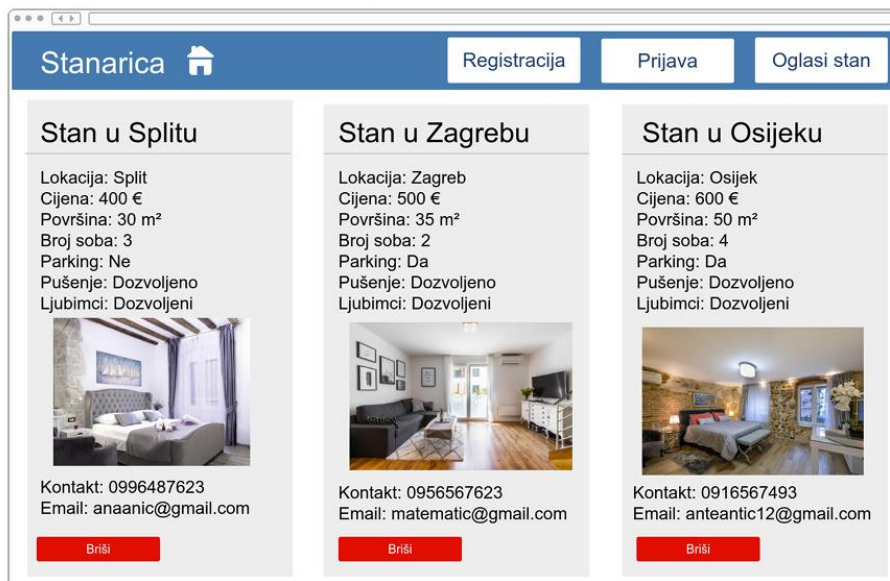 Stanarica
Registracija
Prijava
Oglasi stan
Stan u Splitu
Lokacija: Split
Cijena: 400 €
Površina: 30 m²
Broj soba: 3
Parking: Ne
Pušenje: Dozvoljeno
Ljubimci: Dozvoljeni
Kontakt: 0996487623
Email: anaanic@gmail.com
Briši
Stan u Zagrebu
Lokacija: Zagreb
Cijena: 500 €
Površina: 35 m²
Broj soba: 2
Parking: Da
Pušenje: Dozvoljeno
Ljubimci: Dozvoljeni
Kontakt: 0956567623
Email: matematic@gmail.com
Briši
Stan u Osijeku
Lokacija: Osijek
Cijena: 600 €
Površina: 50 m²
Broj soba: 4
Parking: Da
Pušenje: Dozvoljeno
Ljubimci: Dozvoljeni
Kontakt: 0916567493
Email: anteantic12@gmail.com
Briši